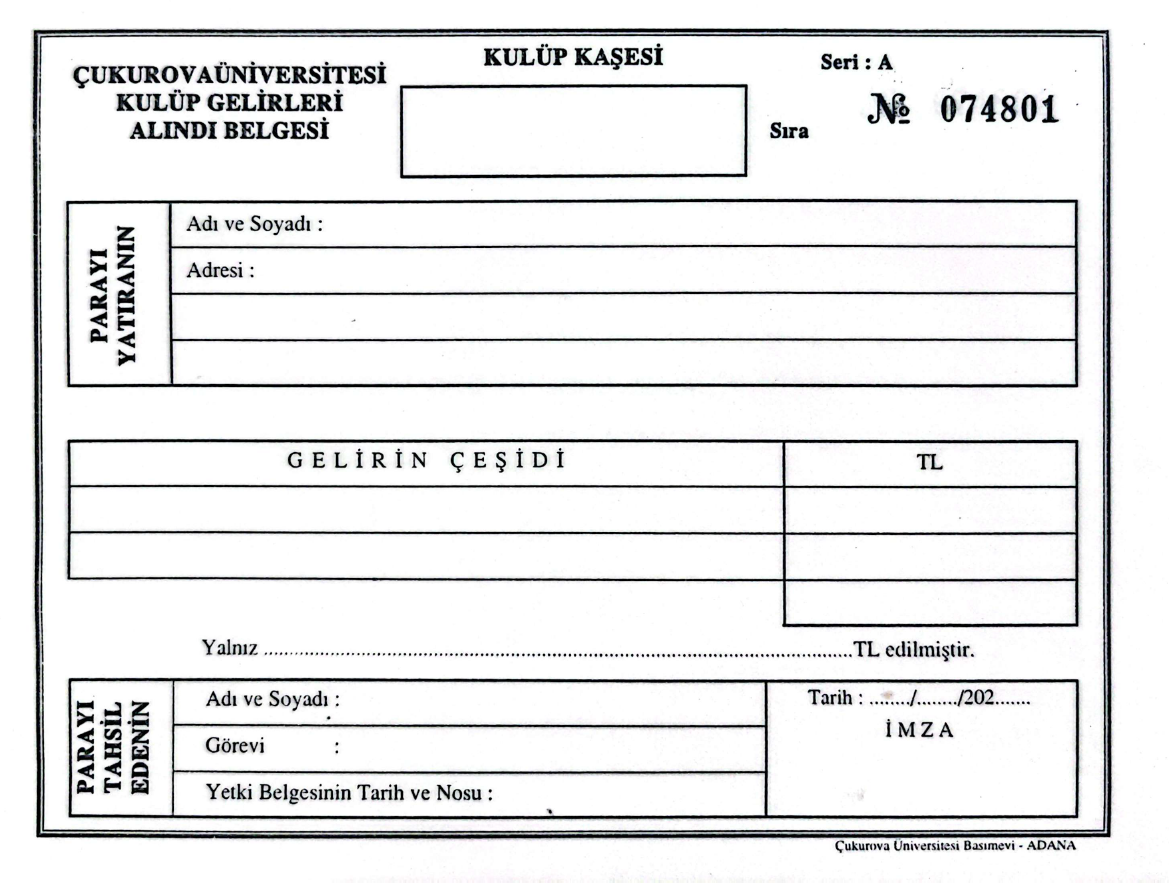 ÇUKUROVAÜNİVERSİTESİ
KULÜP GELİRLERİ
ALINDI BELGESİ
KULÜP KAŞESİ
Seri : A
Sıra № 074801
PARAYI
YATIRANIN
Adı ve Soyadı :
Adresi :
GELİRİN ÇEŞİDİ
TL
Yalnız ..............................................................................................................TL edilmiştir.
PARAYI
TAHSİL
EDENİN
Adı ve Soyadı :
Görevi :
Yetki Belgesinin Tarih ve Nosu :
Tarih : ......../......../202.......
İMZA
Çukurova Üniversitesi Basımevi - ADANA